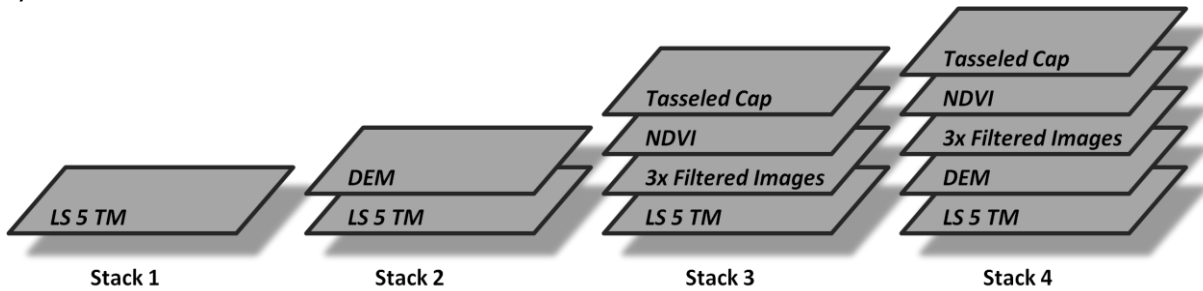 LS 5 TM
Stack 1
DEM
LS 5 TM
Stack 2
Tasseled Cap
NDVI
3x Filtered Images
LS 5 TM
Stack 3
Tasseled Cap
NDVI
3x Filtered Images
DEM
LS 5 TM
Stack 4